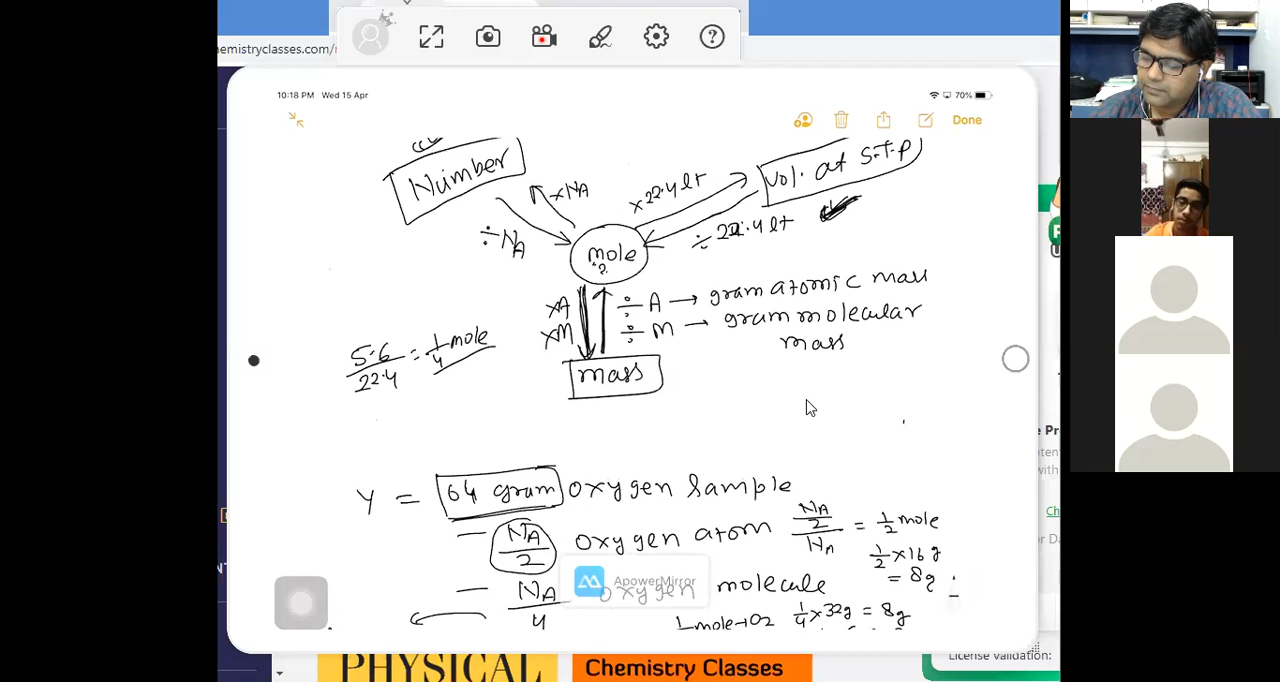 hemistryclasses.com/
10:18 PM Wed 15 Apr
70%
Done
Number
vol. at S.T.P
×NA
×22.4 lt
÷NA
÷22.4 lt
mole
?
×A
÷A → gram atomic mass
×M
÷M → gram molecular
mass
5.6/22.4 = 1/4 mole
mass
Y = 64 gram oxygen sample
– NA/2 oxygen atom
NA/2/NA = 1/2 mole
1/2 × 16 g
= 8g
– NA/4 oxygen molecule
ApowerMirror
1/4 × 32g = 8g
mole → O2
PHYSICAL
Chemistry Classes
License validation: